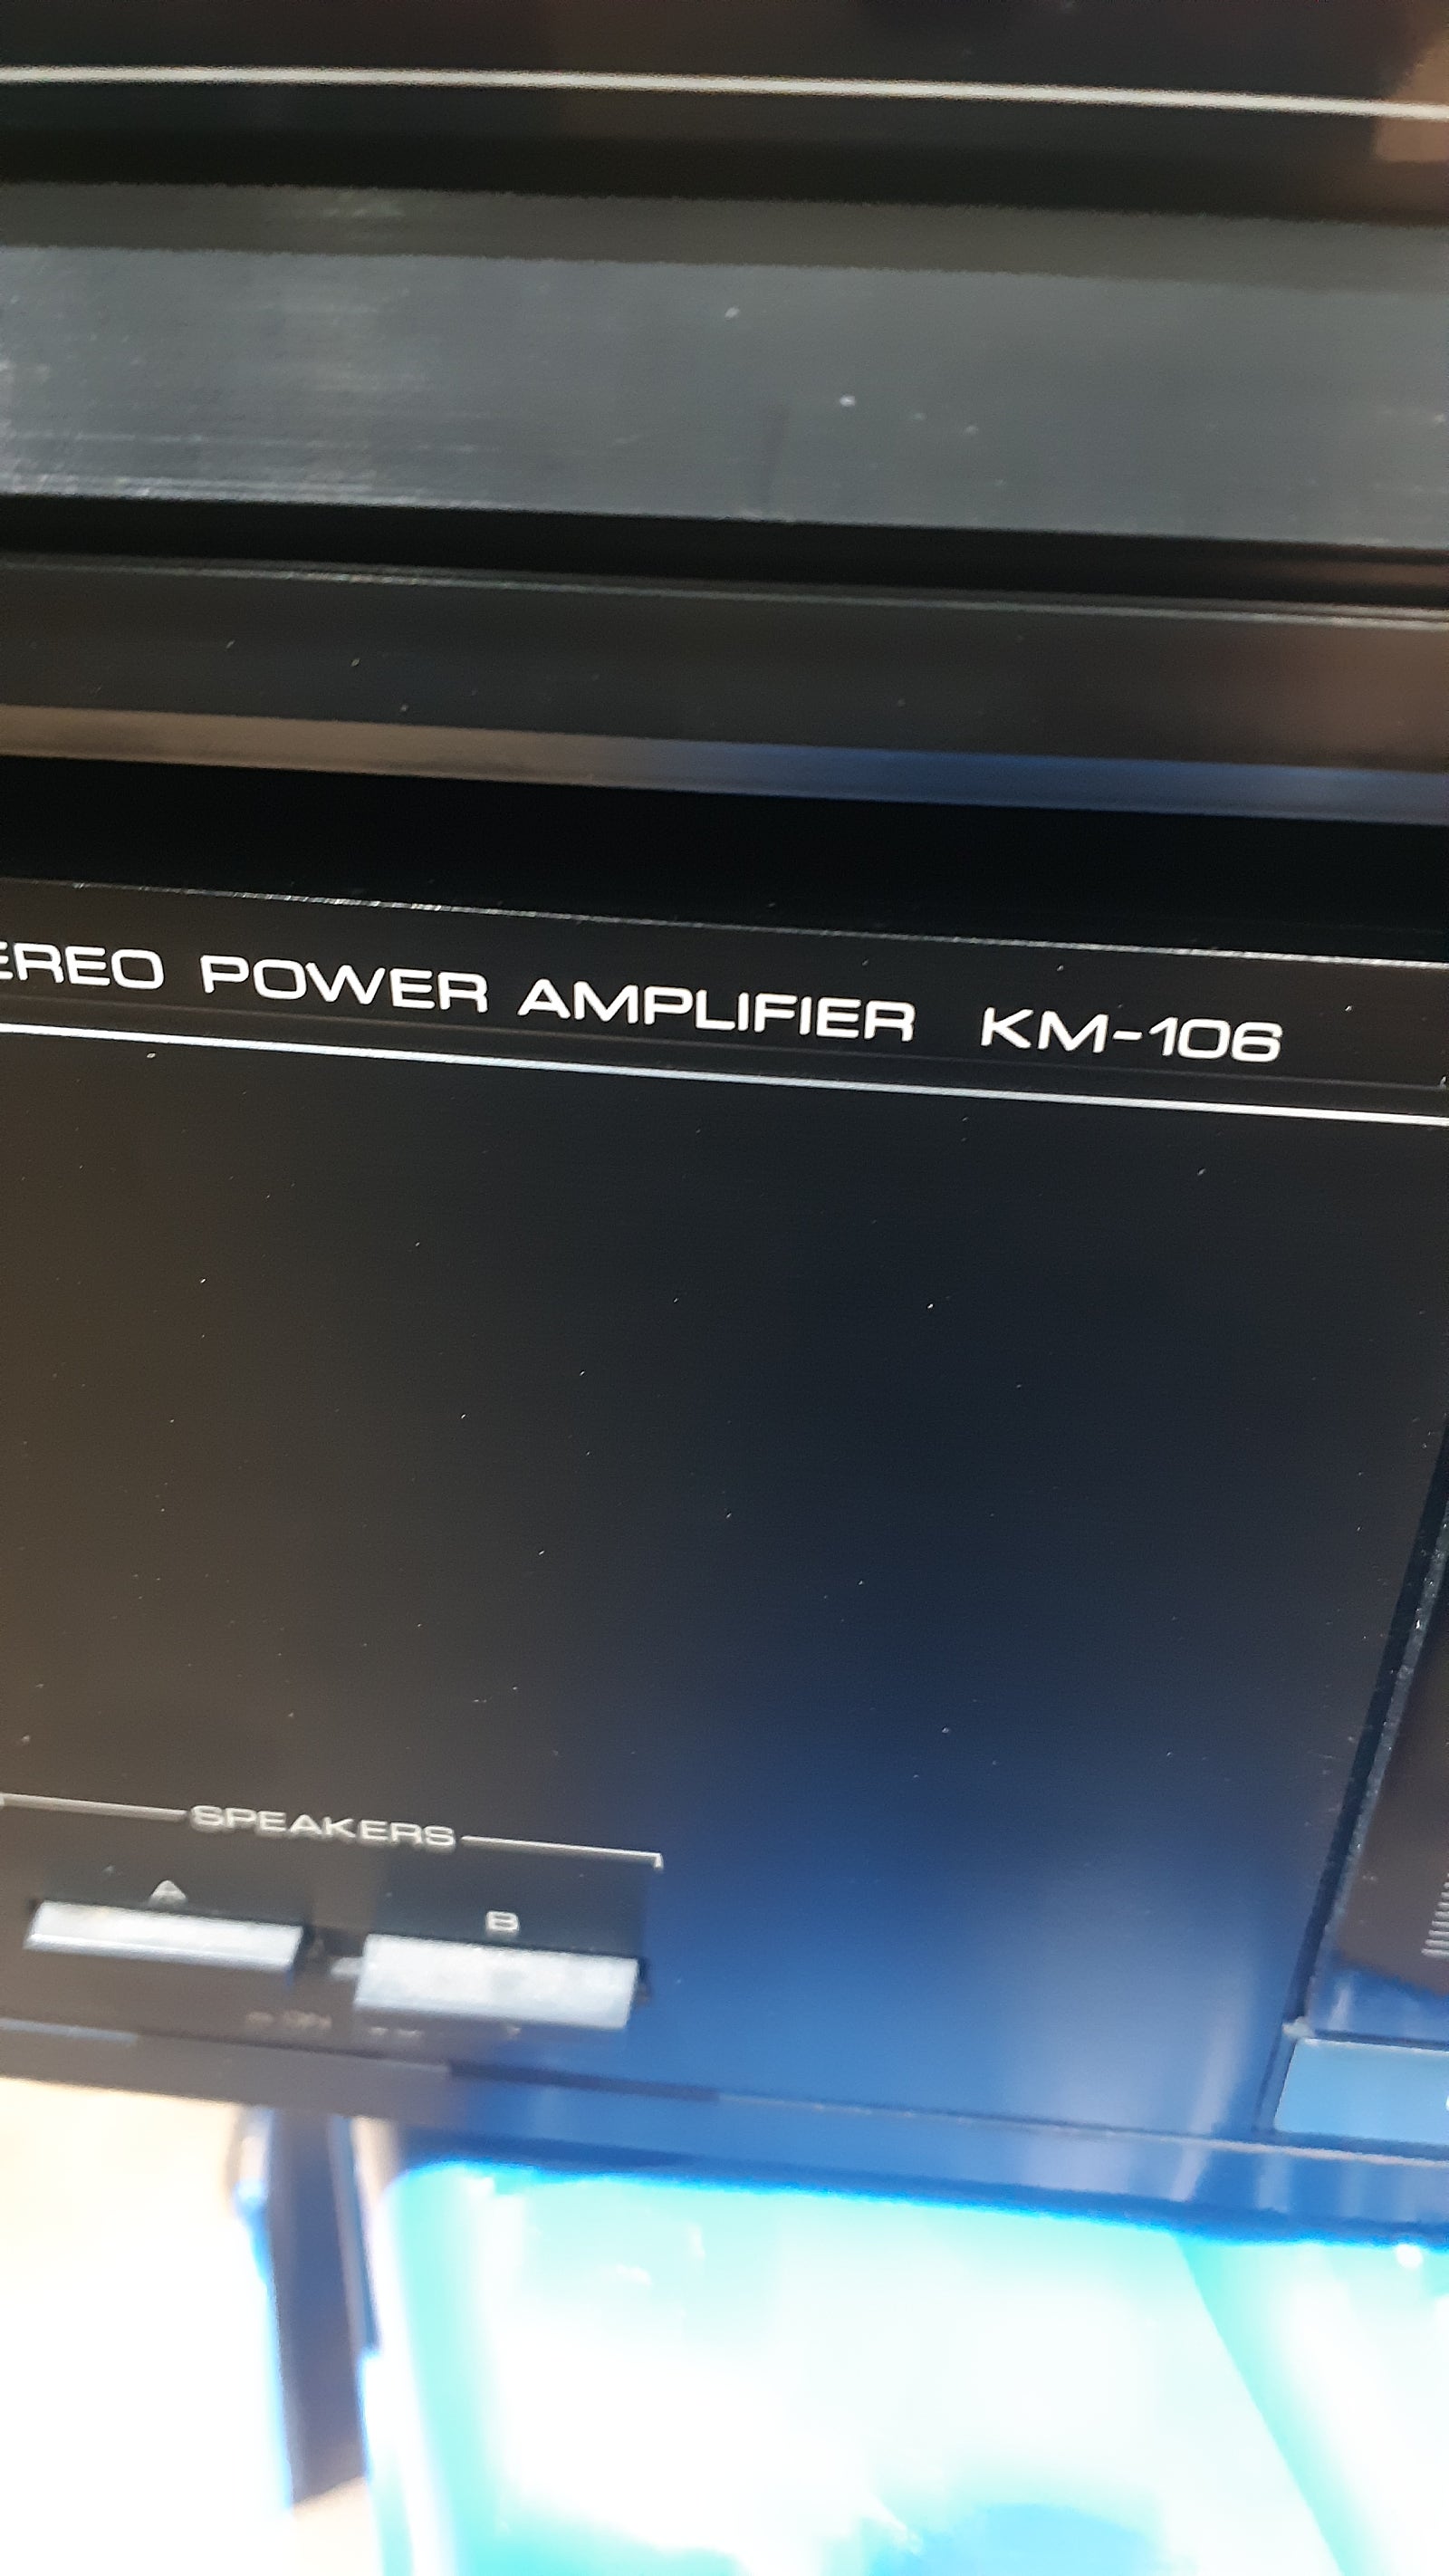 EREO POWER AMPLIFIER KM-106
SPEAKERS
A B